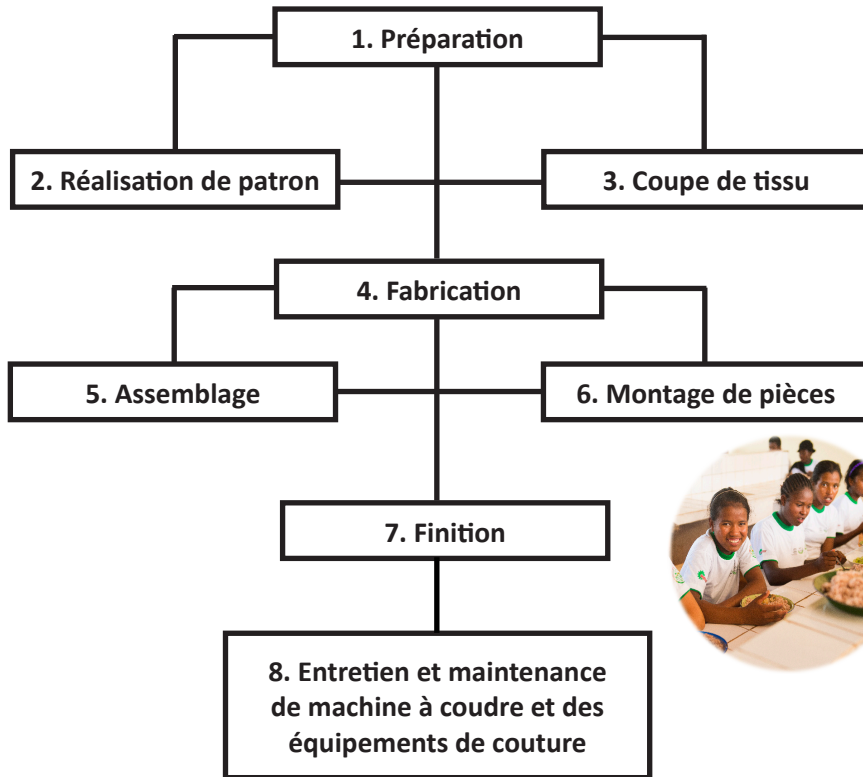 1. Préparation
2. Réalisation de patron
3. Coupe de tissu
4. Fabrication
5. Assemblage
6. Montage de pièces
7. Finition
8. Entretien et maintenance
de machine à coudre et des
équipements de couture